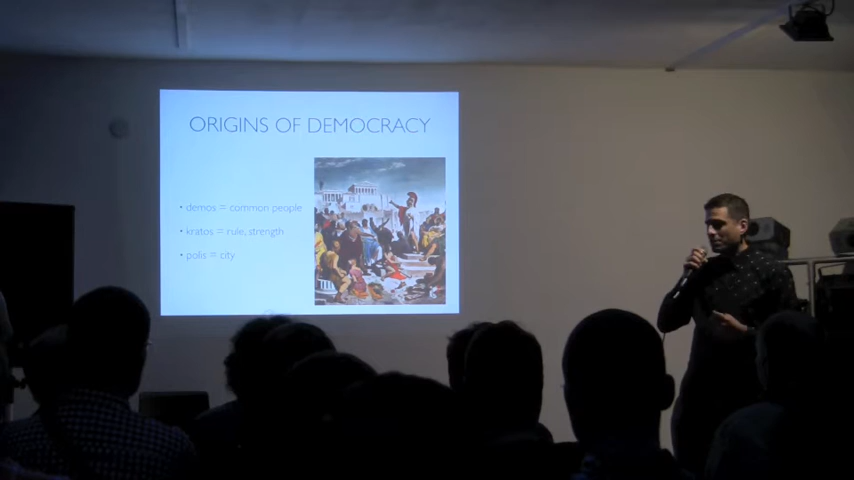 ORIGINS OF DEMOCRACY
• demos = common people
• kratos = rule, strength
• polis = city